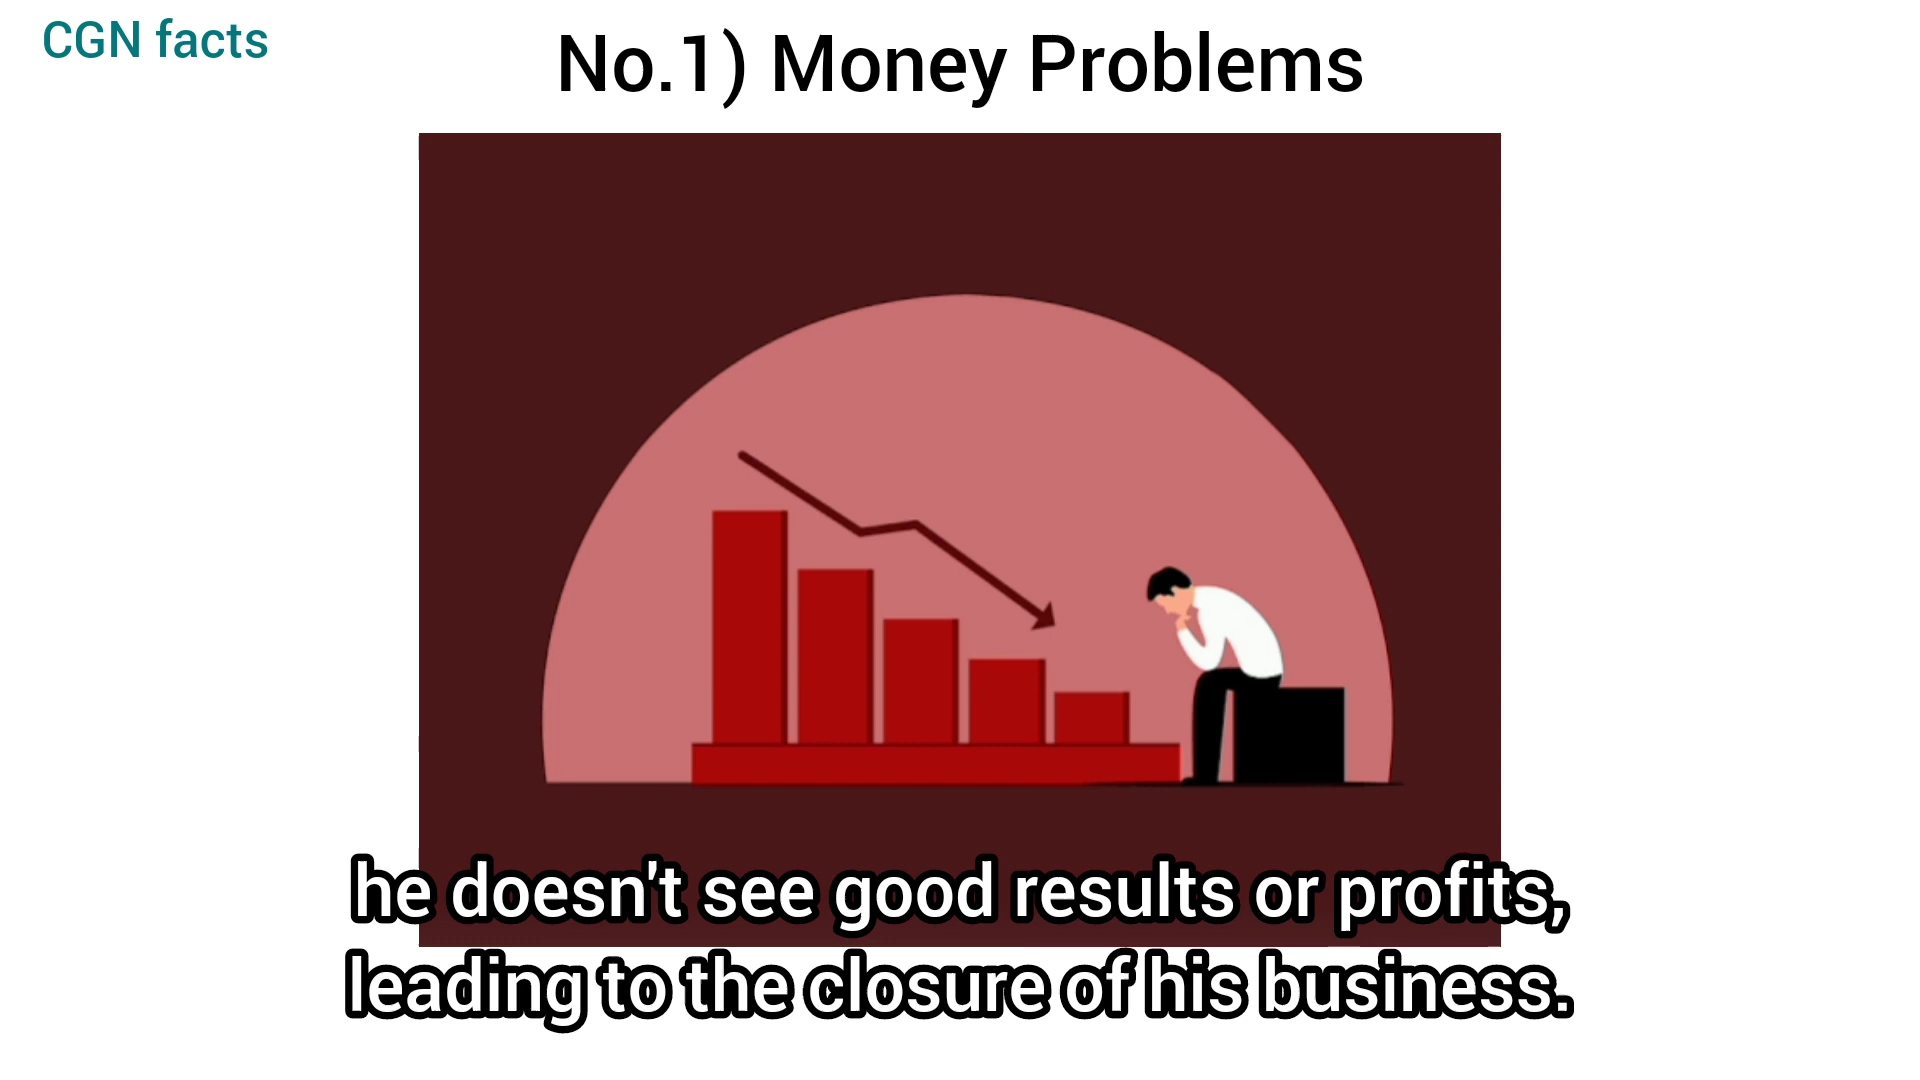 CGN facts
No.1) Money Problems
he doesn't see good results or profits,
leading to the closure of his business.